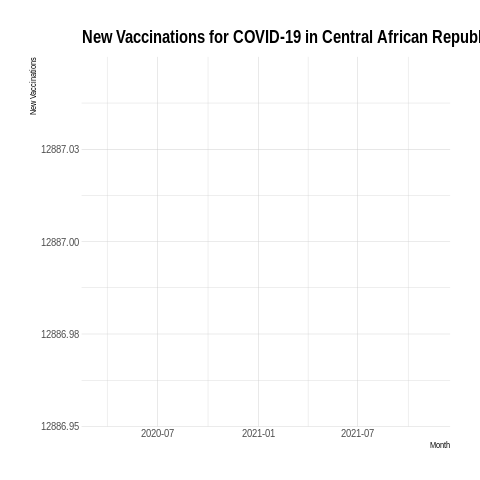 New Vaccinations for COVID-19 in Central African Republ
New Vaccinations
12887.03
12887.00
12886.98
12886.95
2020-07 2021-01 2021-07
Month